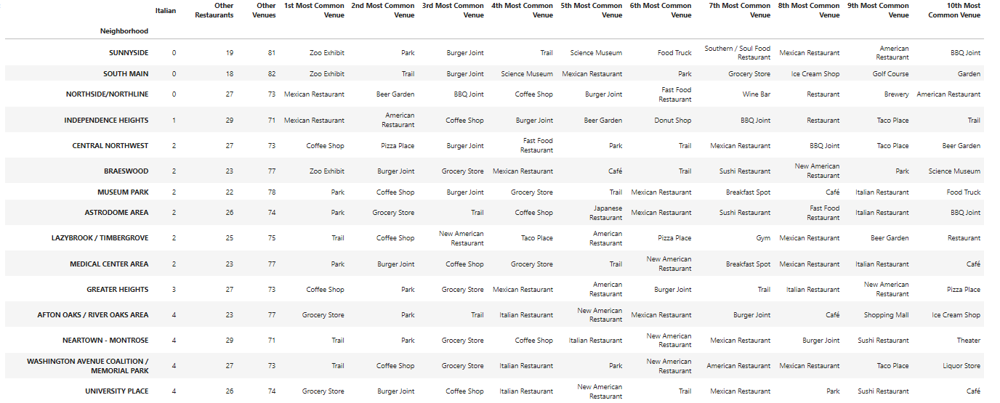 Italian Other Restaurants Other Venues 1st Most Common Venue 2nd Most Common Venue 3rd Most Common Venue 4th Most Common Venue 5th Most Common Venue 6th Most Common Venue 7th Most Common Venue 8th Most Common Venue 9th Most Common Venue 10th Most Common Venue
Neighborhood
SUNNYSIDE 0 19 81 Zoo Exhibit Park Burger Joint Trail Science Museum Food Truck Southern / Soul Food Restaurant Mexican Restaurant American Restaurant BBQ Joint
SOUTH MAIN 0 18 82 Zoo Exhibit Trail Burger Joint Science Museum Mexican Restaurant Park Grocery Store Ice Cream Shop Golf Course Garden
NORTHSIDE/NORTHLINE 0 27 73 Mexican Restaurant Beer Garden BBQ Joint Coffee Shop Burger Joint Fast Food Restaurant Wine Bar Restaurant Brewery American Restaurant
INDEPENDENCE HEIGHTS 1 29 71 Mexican Restaurant American Restaurant Coffee Shop Burger Joint Beer Garden Donut Shop BBQ Joint Restaurant Taco Place Trail
CENTRAL NORTHWEST 2 27 73 Coffee Shop Pizza Place Burger Joint Fast Food Restaurant Park Trail Mexican Restaurant BBQ Joint Taco Place Beer Garden
BRAESWOOD 2 23 77 Zoo Exhibit Burger Joint Grocery Store Mexican Restaurant Café Trail Sushi Restaurant New American Restaurant Park Science Museum
MUSEUM PARK 2 22 78 Park Coffee Shop Burger Joint Grocery Store Trail Mexican Restaurant Breakfast Spot Café Italian Restaurant Food Truck
ASTRODOME AREA 2 26 74 Park Grocery Store Trail Coffee Shop Japanese Restaurant Mexican Restaurant Sushi Restaurant Fast Food Restaurant Italian Restaurant BBQ Joint
LAZYBROOK / TIMBERGROVE 2 25 75 Trail Coffee Shop New American Restaurant Taco Place American Restaurant Pizza Place Gym Mexican Restaurant Beer Garden Restaurant
MEDICAL CENTER AREA 2 23 77 Park Burger Joint Coffee Shop Grocery Store Trail New American Restaurant Breakfast Spot Mexican Restaurant Italian Restaurant Café
GREATER HEIGHTS 3 27 73 Coffee Shop Park Grocery Store Mexican Restaurant American Restaurant Burger Joint Trail Italian Restaurant New American Restaurant Pizza Place
AFTON OAKS / RIVER OAKS AREA 4 23 77 Grocery Store Park Trail Italian Restaurant New American Restaurant Mexican Restaurant Burger Joint Café Shopping Mall Ice Cream Shop
NEARTOWN - MONTROSE 4 29 71 Trail Park Grocery Store Coffee Shop Italian Restaurant New American Restaurant Mexican Restaurant Burger Joint Sushi Restaurant Theater
WASHINGTON AVENUE COALITION / MEMORIAL PARK 4 27 73 Trail Coffee Shop Grocery Store Italian Restaurant Park New American Restaurant American Restaurant Mexican Restaurant Taco Place Liquor Store
UNIVERSITY PLACE 4 26 74 Grocery Store Burger Joint Coffee Shop Italian Restaurant New American Restaurant Trail Mexican Restaurant Park Sushi Restaurant Café